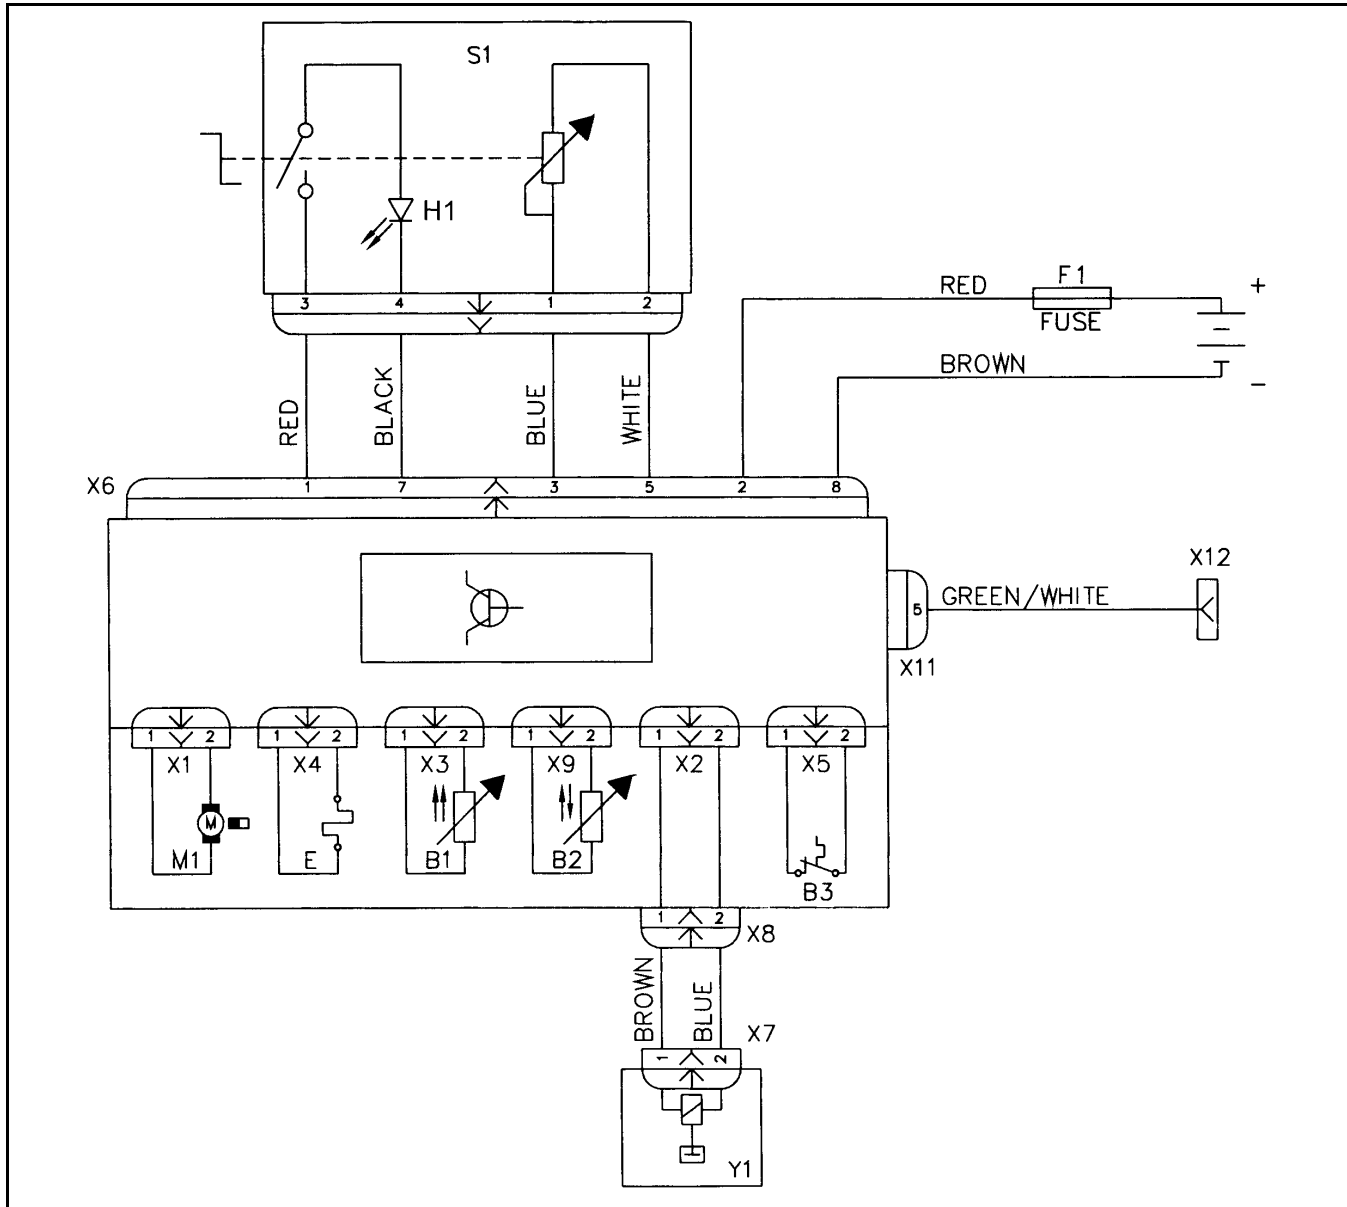 S1
H1
3 4 1 2
RED
BLACK
BLUE
WHITE
RED
F1
FUSE
+
BROWN
−
X6
1 7 3 5 2 8
X12
5
GREEN/WHITE
X11
1 2 1 2 1 2 1 2 1 2 1 2
X1 X4 X3 X9 X2 X5
M
M1 E B1 B2 B3
1 2
X8
BROWN
BLUE
X7
1 2
Y1